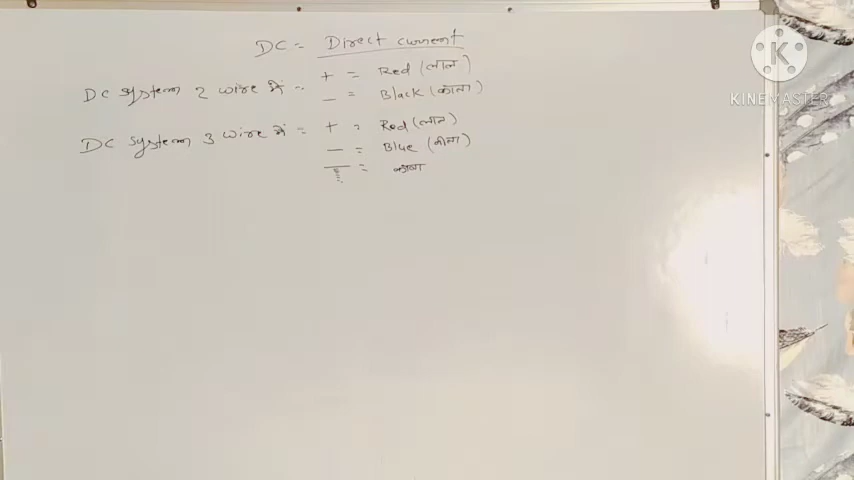 DC = Direct current
DC system 2 wire में = + = Red (लाल)
- = Black (काला)
DC system 3 wire में = + = Red (लाल)
- = Blue (नीला)
= काला
KINEMASTER